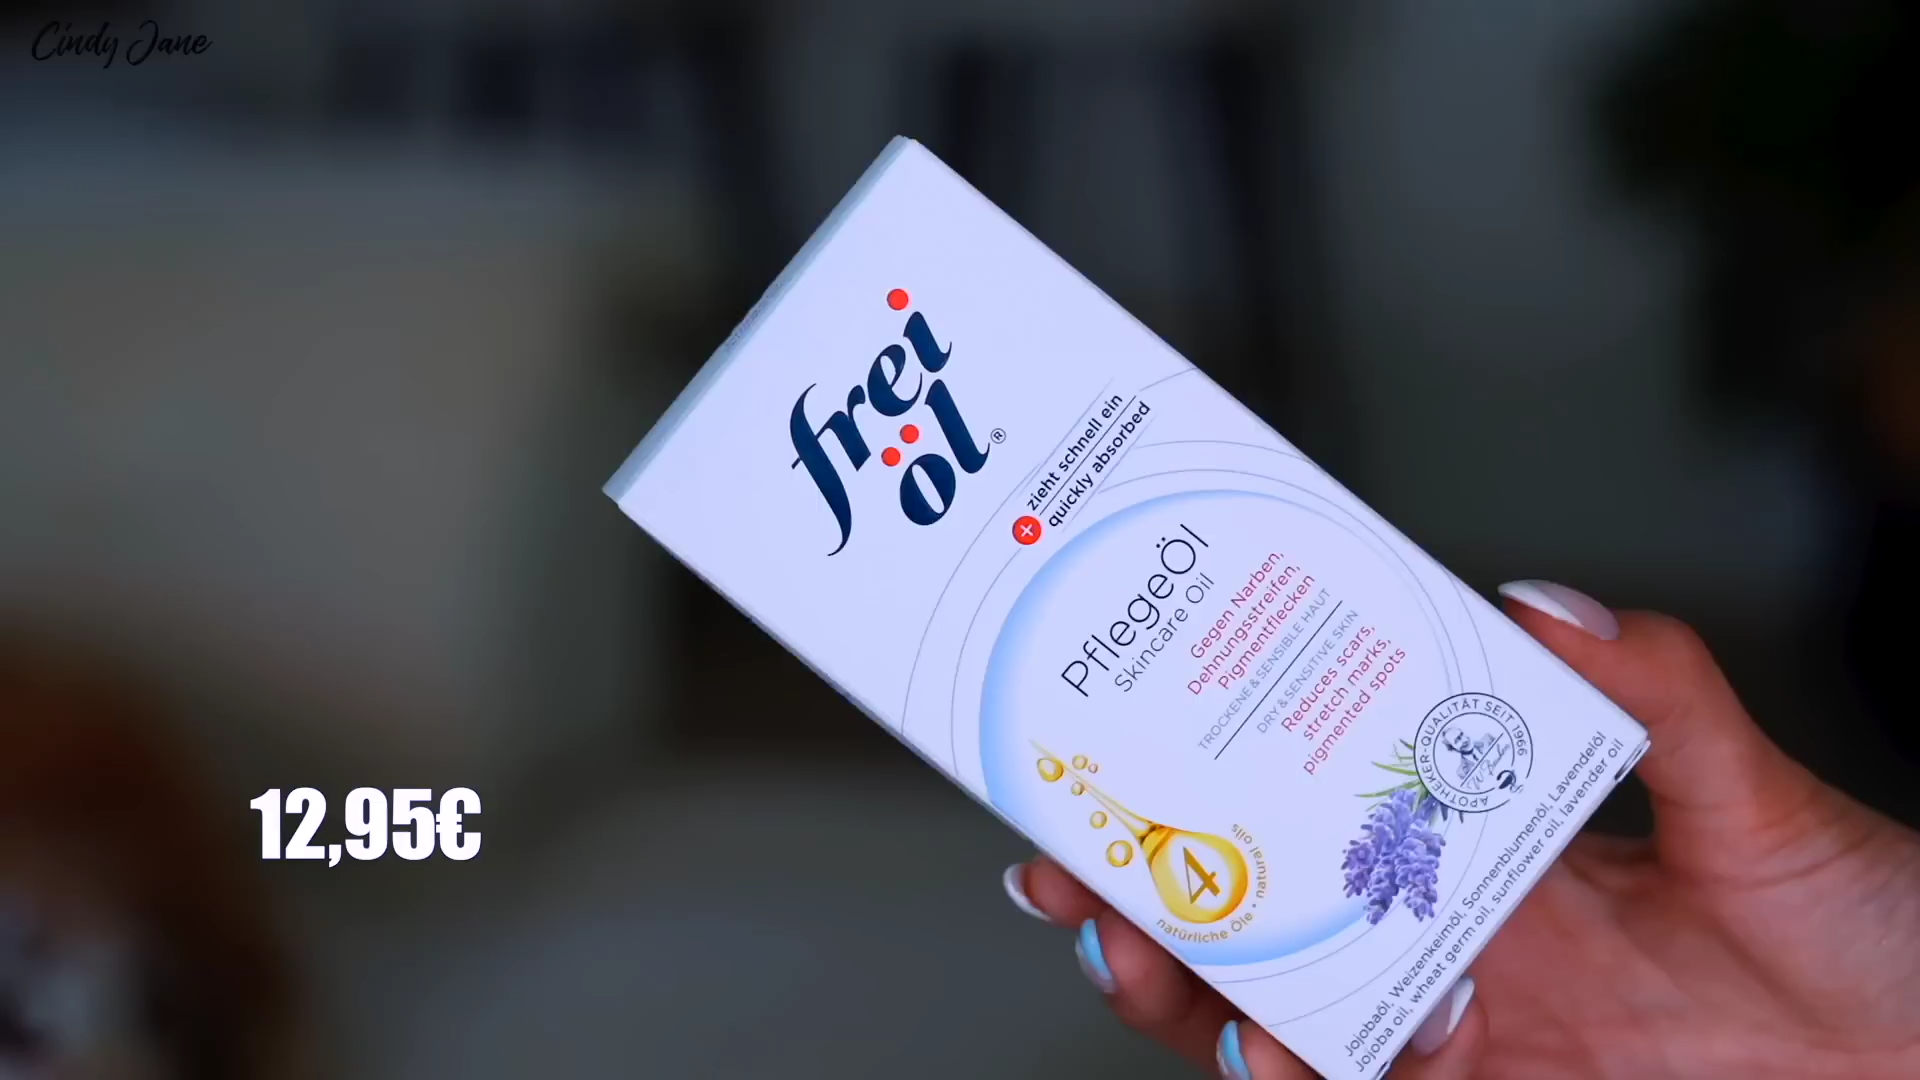 Cindy Jane
frei
öl®
zieht schnell ein
quickly absorbed
PflegeÖl
Skincare Oil
Gegen Narben,
Dehnungsstreifen,
Pigmentflecken
TROCKENE & SENSIBLE HAUT
DRY & SENSITIVE SKIN
Reduces scars,
stretch marks,
pigmented spots
APOTHEKER-QUALITÄT SEIT 1966
4
natürliche Öle • natural oils
Jojobaöl, Weizenkeimöl, Sonnenblumenöl, Lavendelöl
Jojoba oil, wheat germ oil, sunflower oil, lavender oil
12,95€